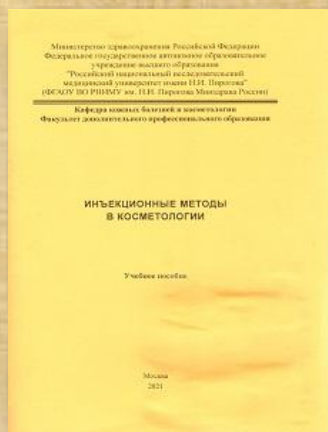 Министерство здравоохранения Российской Федерации
Федеральное государственное автономное образовательное
учреждение высшего образования
"Российский национальный исследовательский
медицинский университет имени Н.И. Пирогова"
(ФГАОУ ВО РНИМУ им. Н.И. Пирогова Минздрава России)
Кафедра кожных болезней и косметологии
Факультет дополнительного профессионального образования
ИНЪЕКЦИОННЫЕ МЕТОДЫ
В КОСМЕТОЛОГИИ
Учебное пособие
Москва
2021